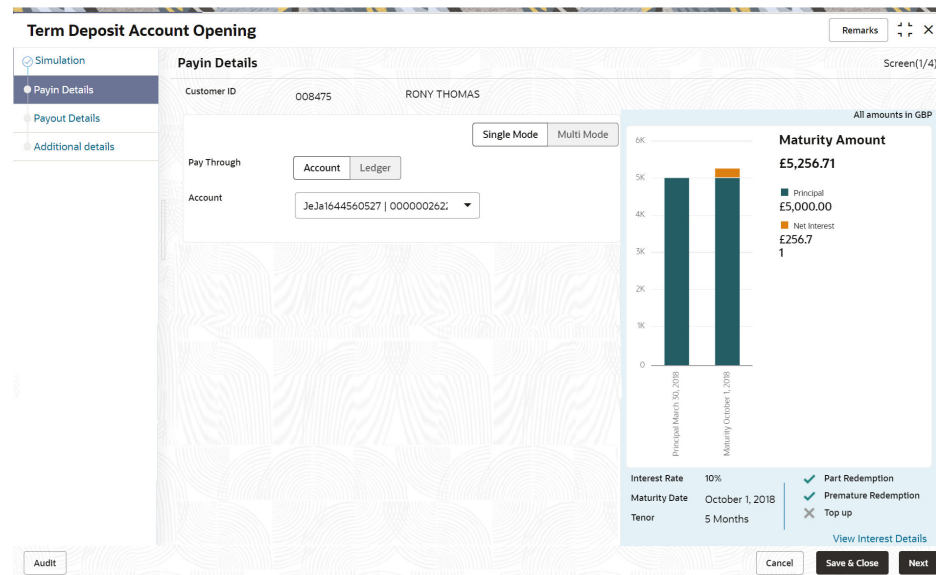 Term Deposit Account Opening
Remarks
Simulation
Payin Details
Payout Details
Additional details
Payin Details
Screen(1/4)
Customer ID
008475
RONY THOMAS
Single Mode
Multi Mode
Pay Through
Account
Ledger
Account
JeJa1644560527 | 0000002622
All amounts in GBP
6K
5K
4K
3K
2K
1K
0
Principal March 30, 2018
Maturity October 1, 2018
Maturity Amount
£5,256.71
Principal
£5,000.00
Net Interest
£256.7
1
Interest Rate 10%
Maturity Date October 1, 2018
Tenor 5 Months
Part Redemption
Premature Redemption
Top up
View Interest Details
Audit
Cancel
Save & Close
Next